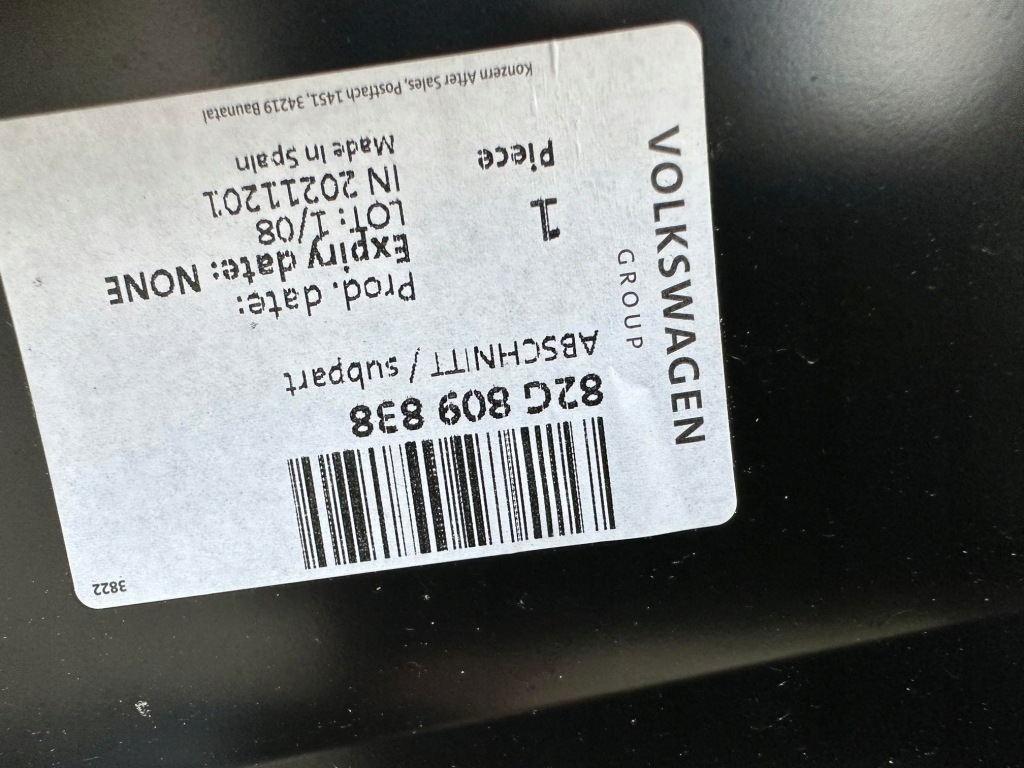 3822
82G 809 838
ABSCHNITT / subpart
Prod. date:
Expiry date: NONE
LOT: 1/08
IN 20211201
Made In Spain
1
Piece
Konzern After Sales, Postfach 1451, 34219 Baunatal
VOLKSWAGEN
GROUP